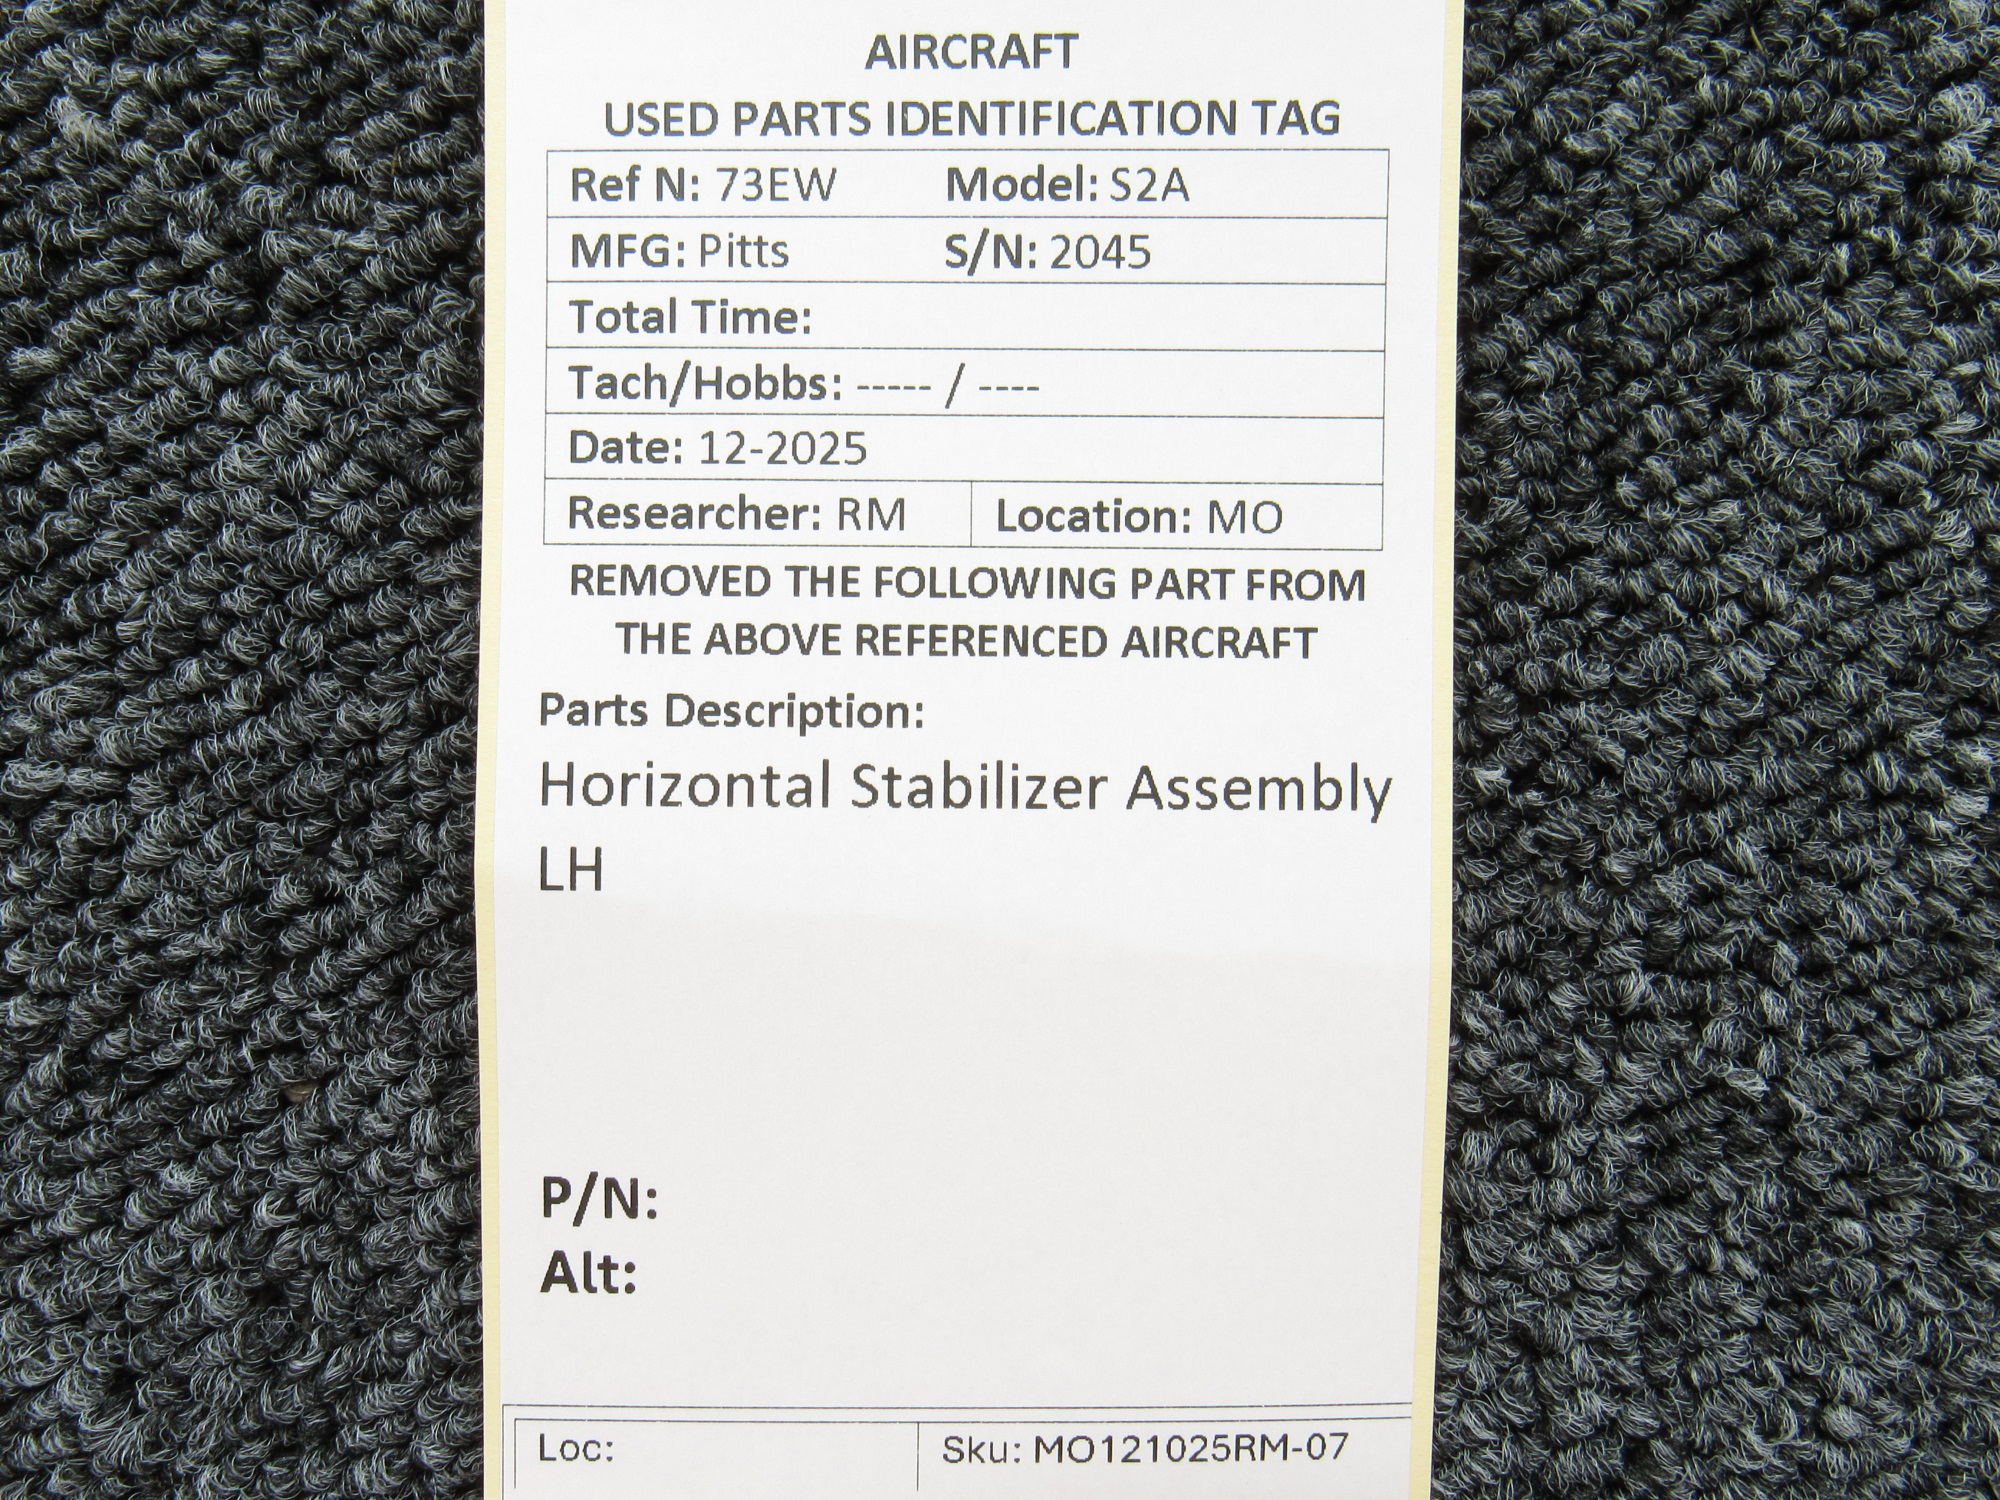 AIRCRAFT
USED PARTS IDENTIFICATION TAG
Ref N: 73EW Model: S2A
MFG: Pitts S/N: 2045
Total Time:
Tach/Hobbs: ----- / ----
Date: 12-2025
Researcher: RM Location: MO
REMOVED THE FOLLOWING PART FROM
THE ABOVE REFERENCED AIRCRAFT
Parts Description:
Horizontal Stabilizer Assembly
LH
P/N:
Alt:
Loc: Sku: MO121025RM-07